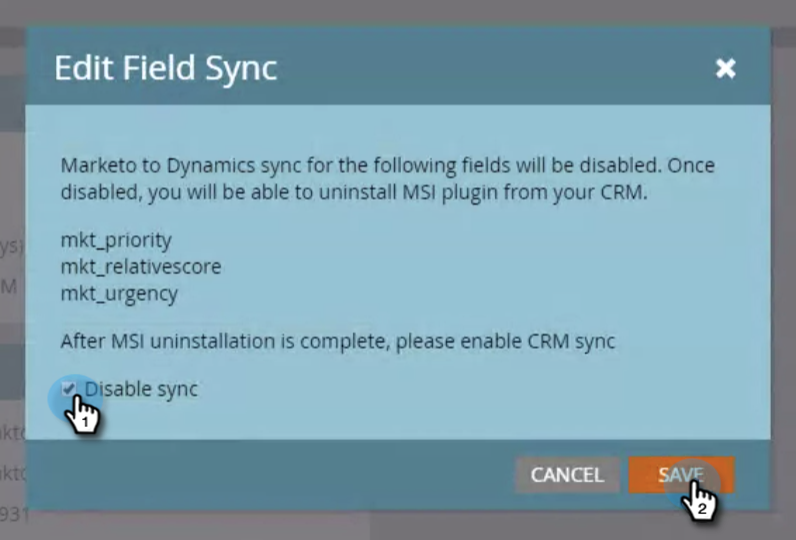 Edit Field Sync
Marketo to Dynamics sync for the following fields will be disabled. Once
disabled, you will be able to uninstall MSI plugin from your CRM.
mkt_priority
mkt_relativescore
mkt_urgency
After MSI uninstallation is complete, please enable CRM sync
Disable sync
1
CANCEL
SAVE
2
ys)
M
931